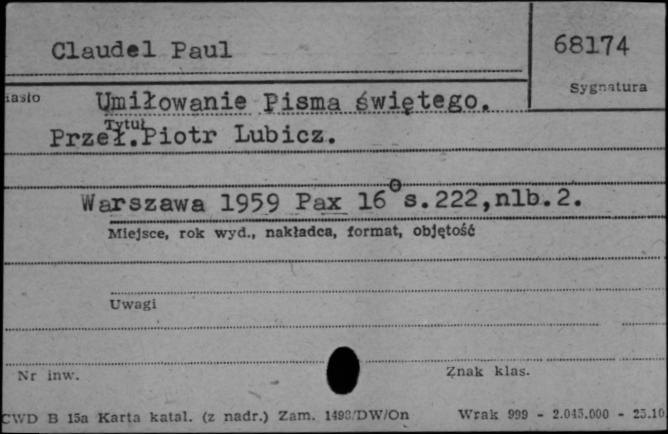 Claudel Paul
68174
Sygnatura
Umiłowanie Pisma świętego.
Tytuł
Przeł.Piotr Lubicz.
Warszawa 1959 Pax 16° s.222,nlb.2.
Miejsce, rok wyd., nakładca, format, objętość
Uwagi
Nr inw.
Znak klas.
CWD B 15a Karta katal. (z nadr.) Zam. 1498/DW/On
Wrak 999 - 2.045.000 -